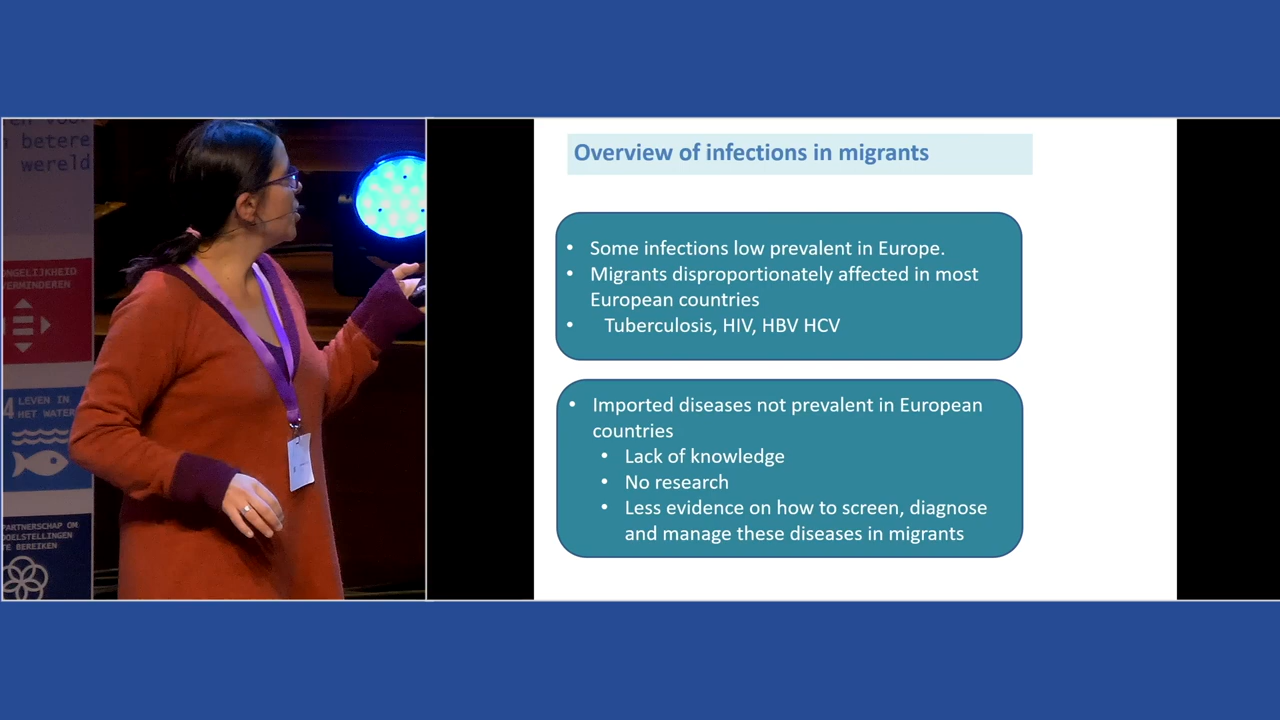 betere
wereld
ONGELIJKHEID
VERMINDEREN
LEVEN IN
HET WATER
PARTNERSCHAP OM
DOELSTELLINGEN
TE BEREIKEN
Overview of infections in migrants
• Some infections low prevalent in Europe.
• Migrants disproportionately affected in most
European countries
• Tuberculosis, HIV, HBV HCV
• Imported diseases not prevalent in European
countries
• Lack of knowledge
• No research
• Less evidence on how to screen, diagnose
and manage these diseases in migrants